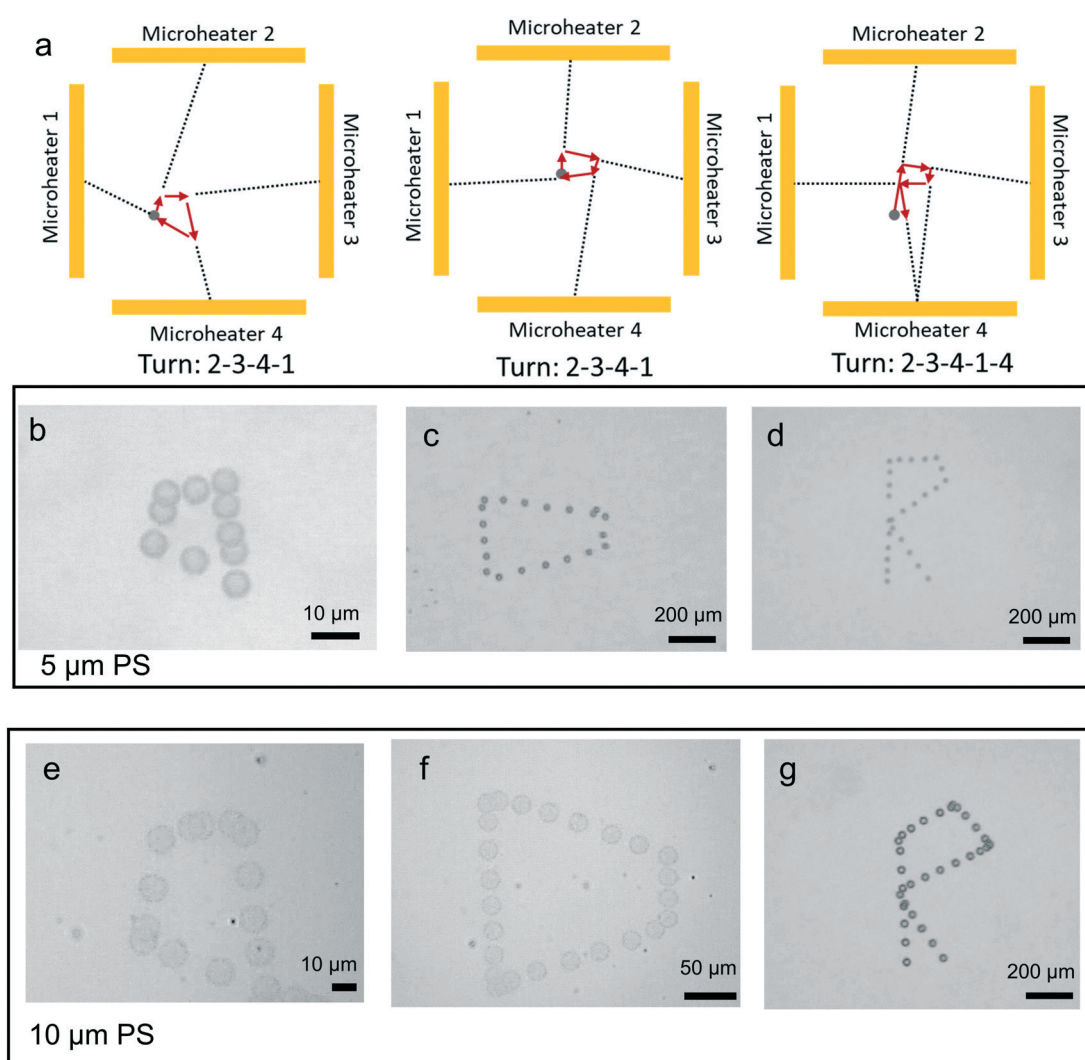 a
Microheater 2
Microheater 1
Microheater 3
Microheater 4
Turn: 2-3-4-1
Microheater 2
Microheater 1
Microheater 3
Microheater 4
Turn: 2-3-4-1
Microheater 2
Microheater 1
Microheater 3
Microheater 4
Turn: 2-3-4-1-4
b
10 µm
c
200 µm
d
200 µm
5 µm PS
e
10 µm
f
50 µm
g
200 µm
10 µm PS